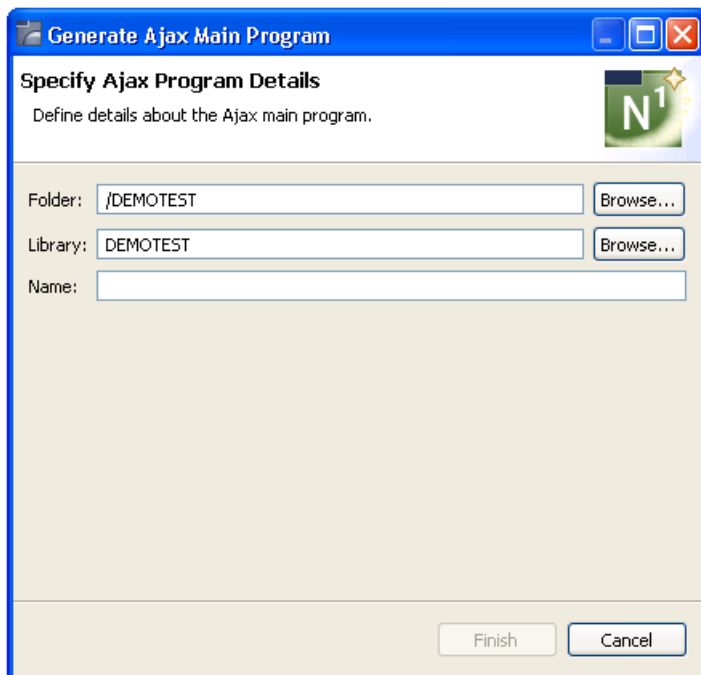 Generate Ajax Main Program
Specify Ajax Program Details
Define details about the Ajax main program.
N1
Folder: /DEMOTEST Browse...
Library: DEMOTEST Browse...
Name:
Finish Cancel